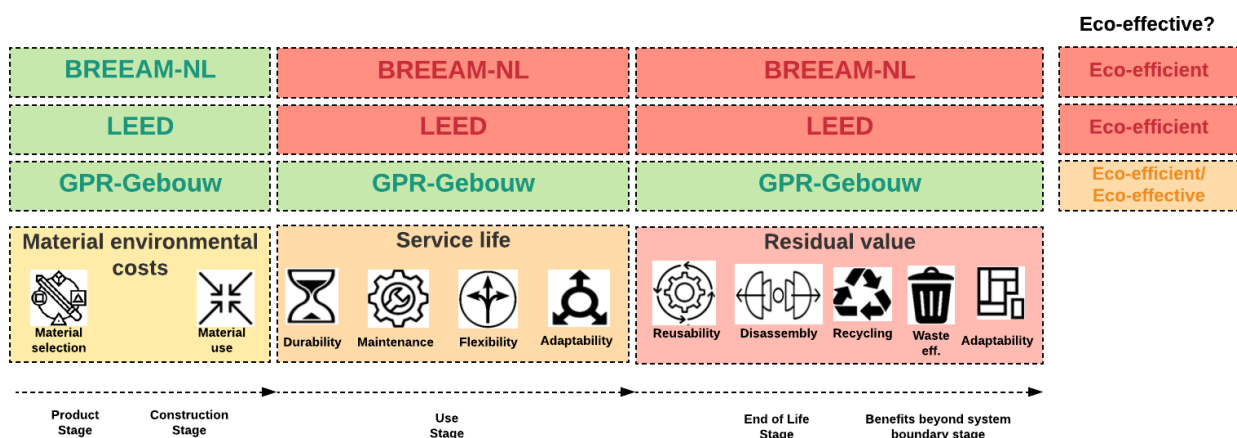 Eco-effective?
BREEAM-NL BREEAM-NL BREEAM-NL Eco-efficient
LEED LEED LEED Eco-efficient
GPR-Gebouw GPR-Gebouw GPR-Gebouw Eco-efficient/
Eco-effective
Material environmental
costs
Material
selection
Material
use
Service life
Durability Maintenance Flexibility Adaptability
Residual value
Reusability Disassembly Recycling Waste
eff.
Adaptability
Product
Stage
Construction
Stage
Use
Stage
End of Life
Stage
Benefits beyond system
boundary stage